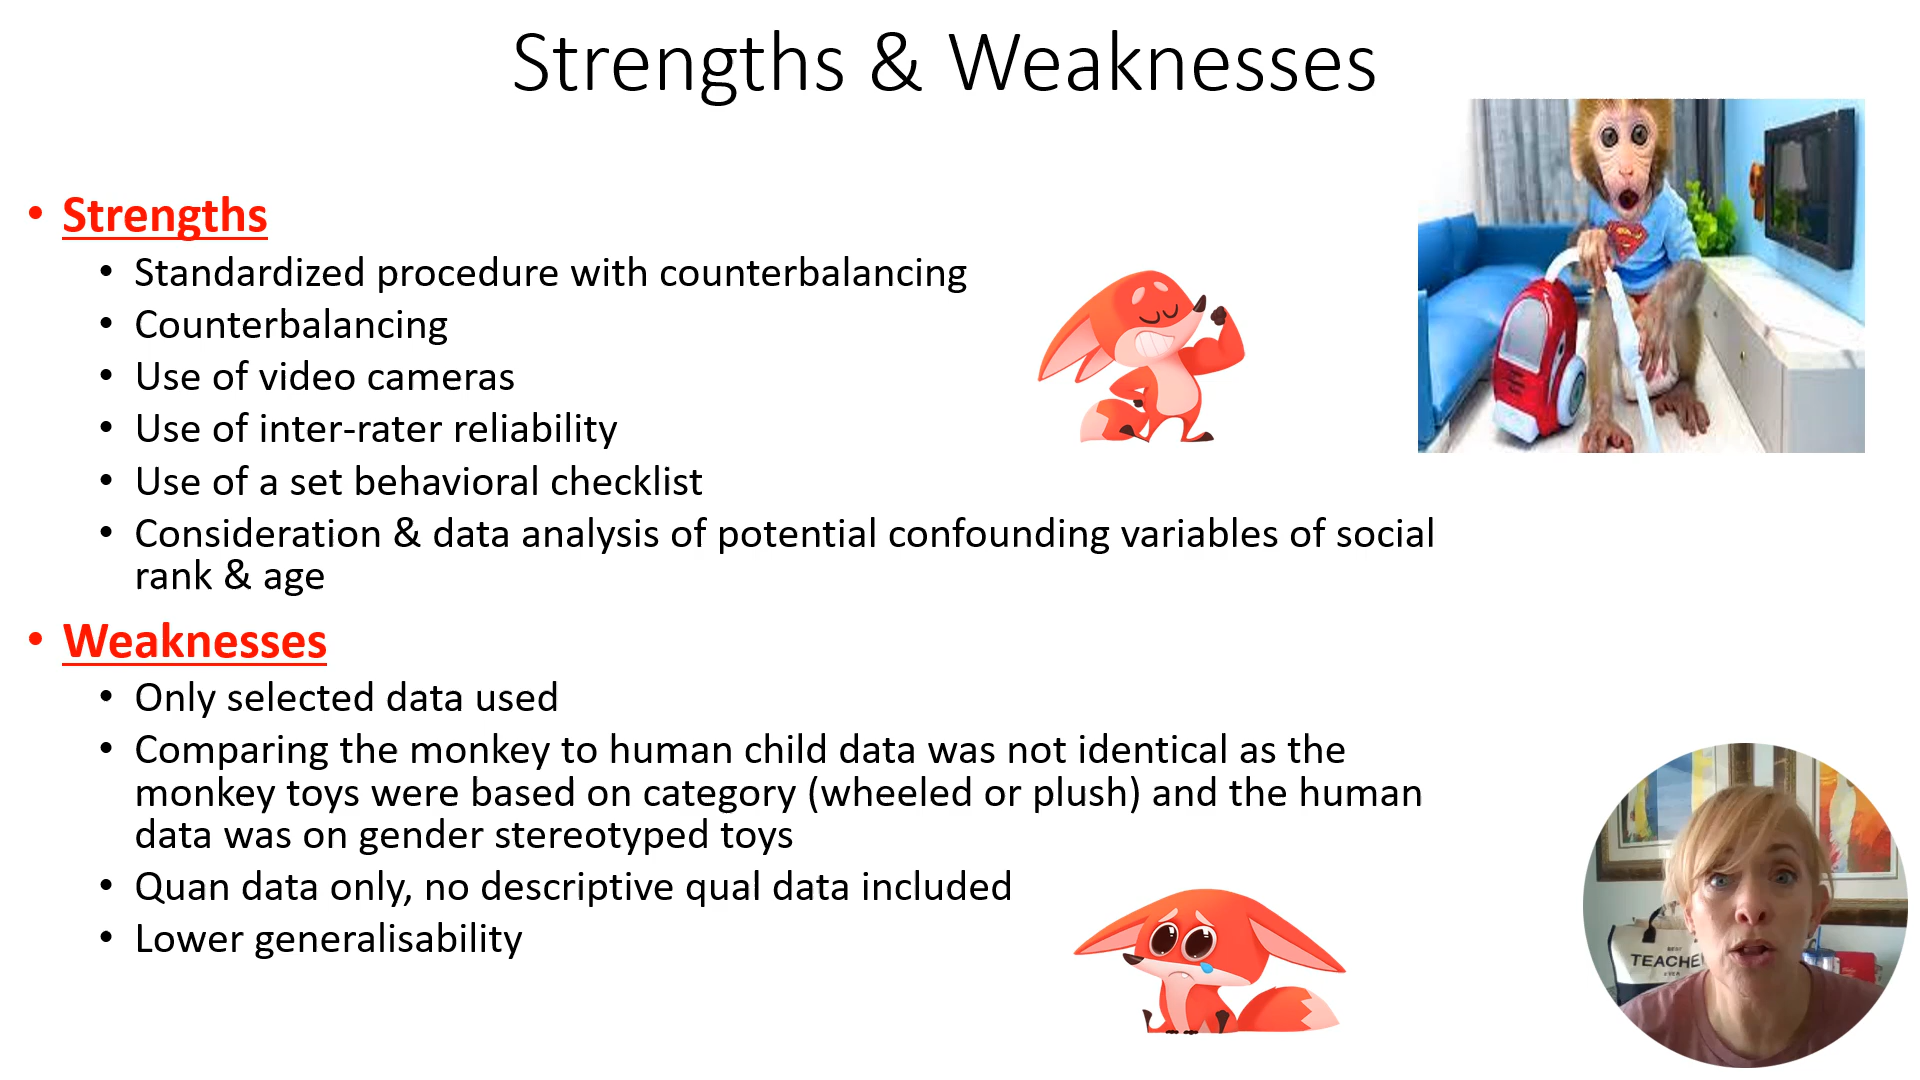 Strengths & Weaknesses
• Strengths
• Standardized procedure with counterbalancing
• Counterbalancing
• Use of video cameras
• Use of inter-rater reliability
• Use of a set behavioral checklist
• Consideration & data analysis of potential confounding variables of social
rank & age
• Weaknesses
• Only selected data used
• Comparing the monkey to human child data was not identical as the
monkey toys were based on category (wheeled or plush) and the human
data was on gender stereotyped toys
• Quan data only, no descriptive qual data included
• Lower generalisability
BEST
TEACHE
EVER